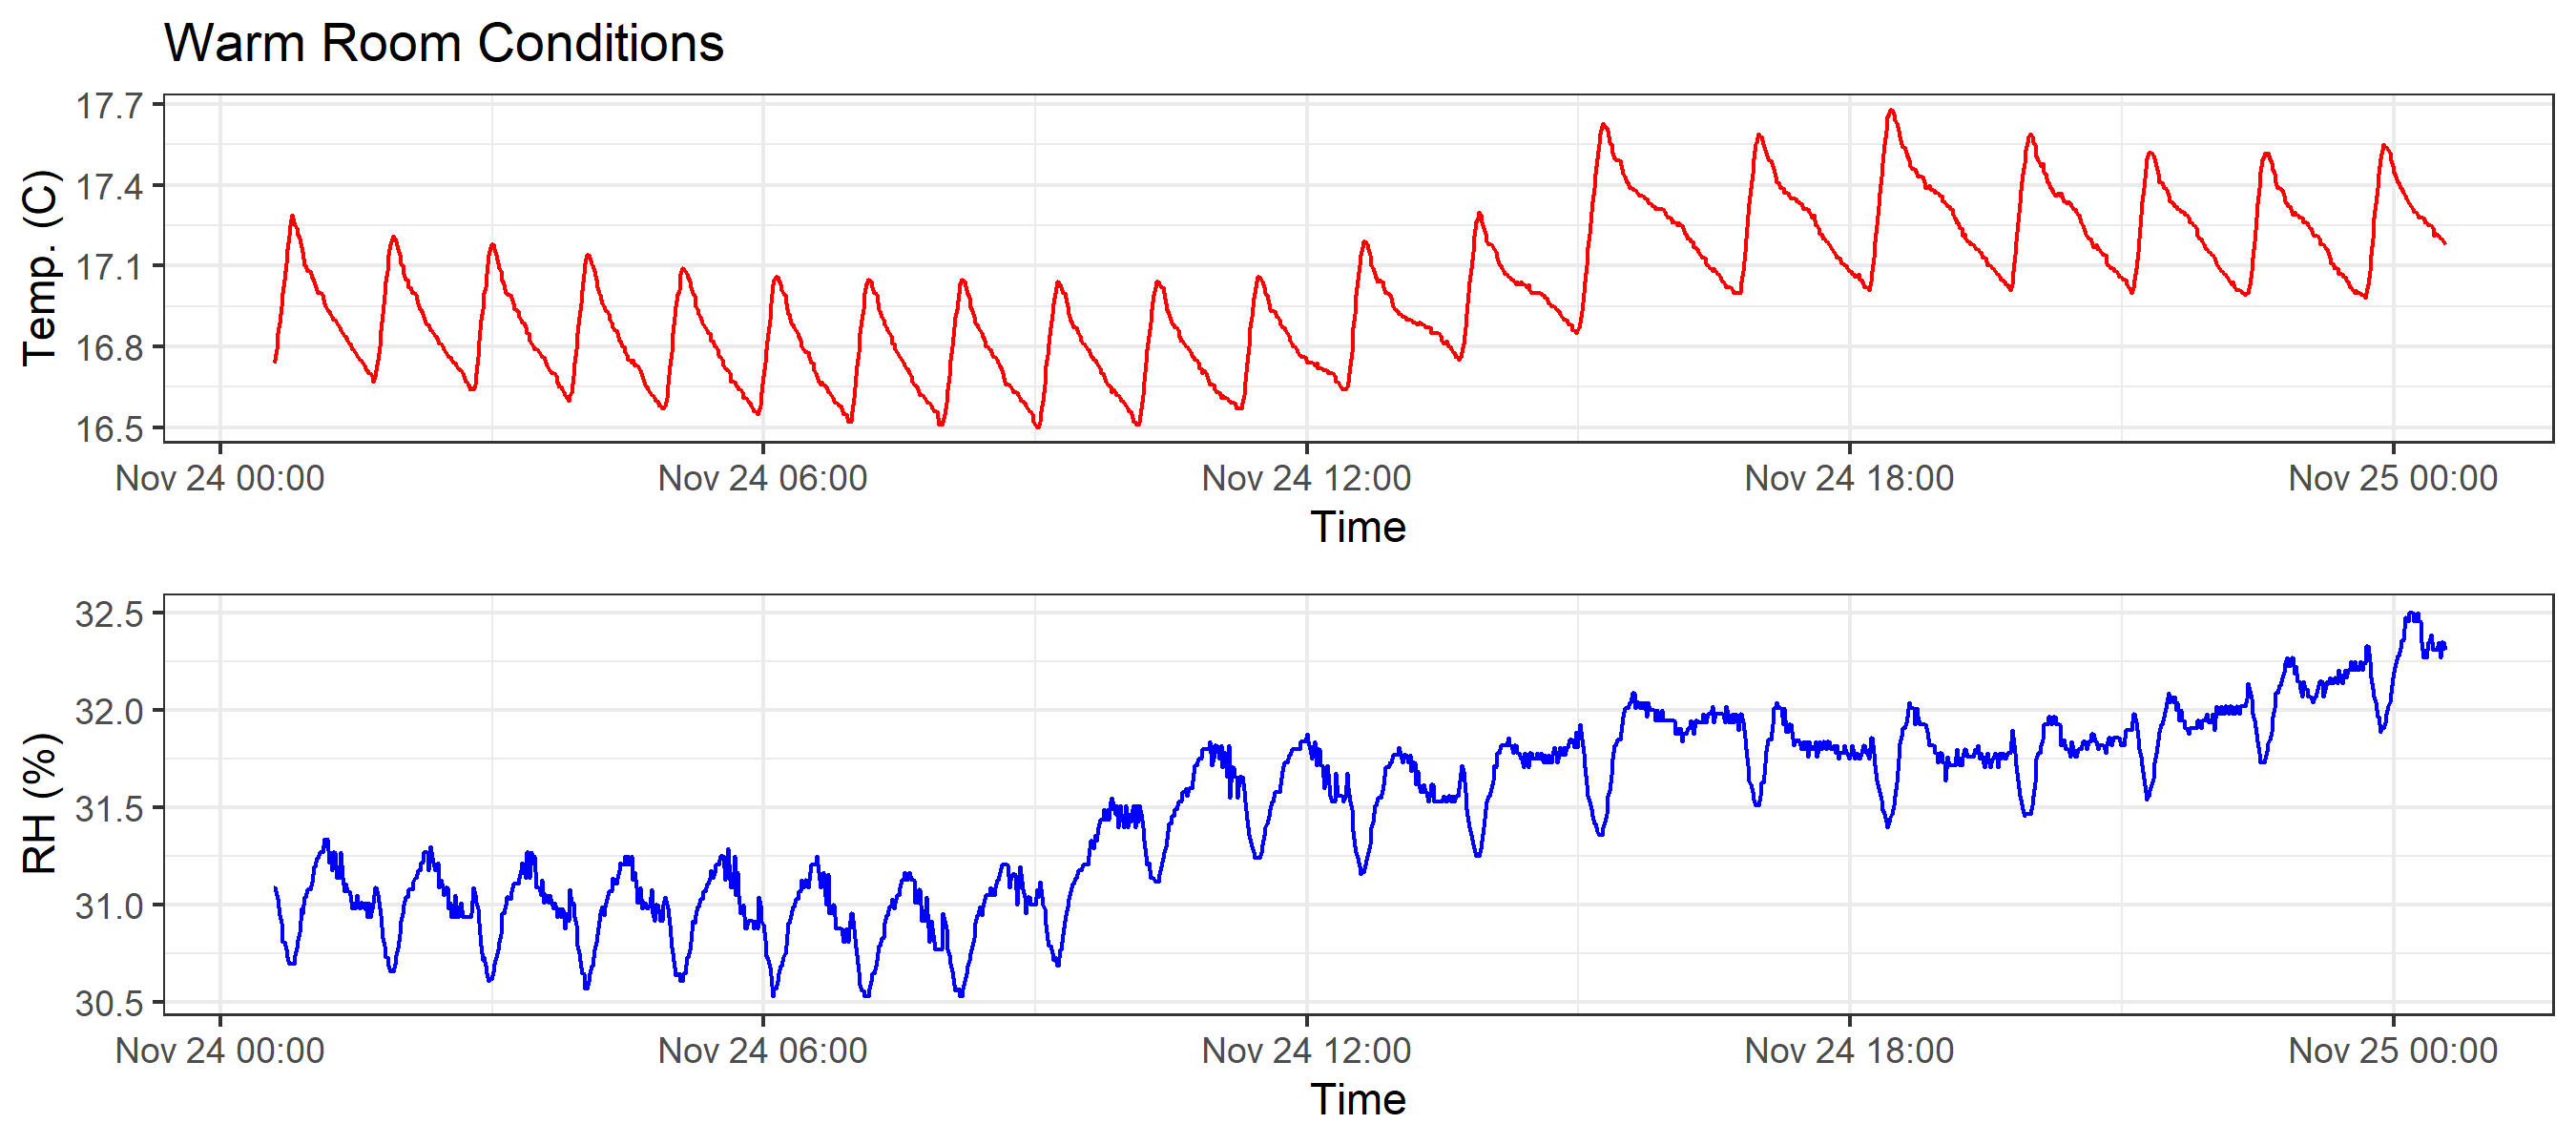 Warm Room Conditions
Temp. (C)
17.7
17.4
17.1
16.8
16.5
Nov 24 00:00 Nov 24 06:00 Nov 24 12:00 Nov 24 18:00 Nov 25 00:00
Time
RH (%)
32.5
32.0
31.5
31.0
30.5
Nov 24 00:00 Nov 24 06:00 Nov 24 12:00 Nov 24 18:00 Nov 25 00:00
Time